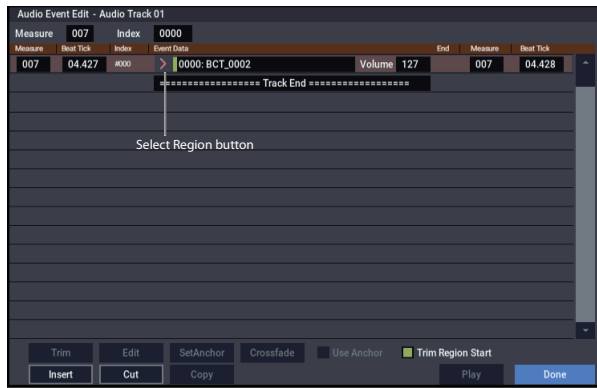 Audio Event Edit - Audio Track 01
Measure 007 Index 0000
Measure Beat Tick Index Event Data End Measure Beat Tick
007 04.427 #000 0000: BCT_0002 Volume 127 007 04.428
================== Track End ==================
Select Region button
Trim Edit SetAnchor Crossfade Use Anchor Trim Region Start
Insert Cut Copy Play Done